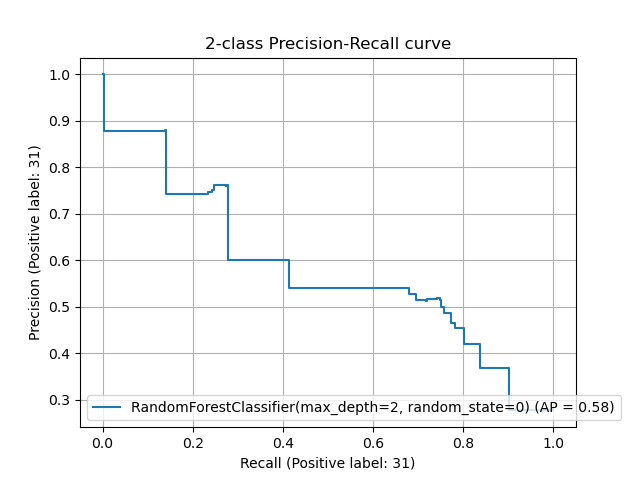 2-class Precision-Recall curve
1.0
0.9
0.8
0.7
0.6
0.5
0.4
0.3
Precision (Positive label: 31)
RandomForestClassifier(max_depth=2, random_state=0) (AP = 0.58)
0.0 0.2 0.4 0.6 0.8 1.0
Recall (Positive label: 31)